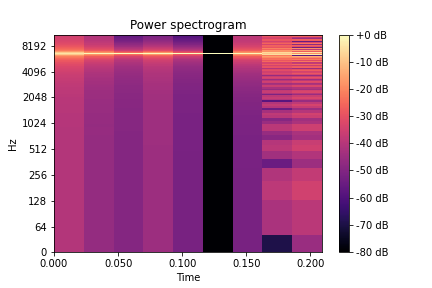 Power spectrogram
Hz
8192
4096
2048
1024
512
256
128
64
0
0.000 0.050 0.100 0.150 0.200
Time
+0 dB
-10 dB
-20 dB
-30 dB
-40 dB
-50 dB
-60 dB
-70 dB
-80 dB